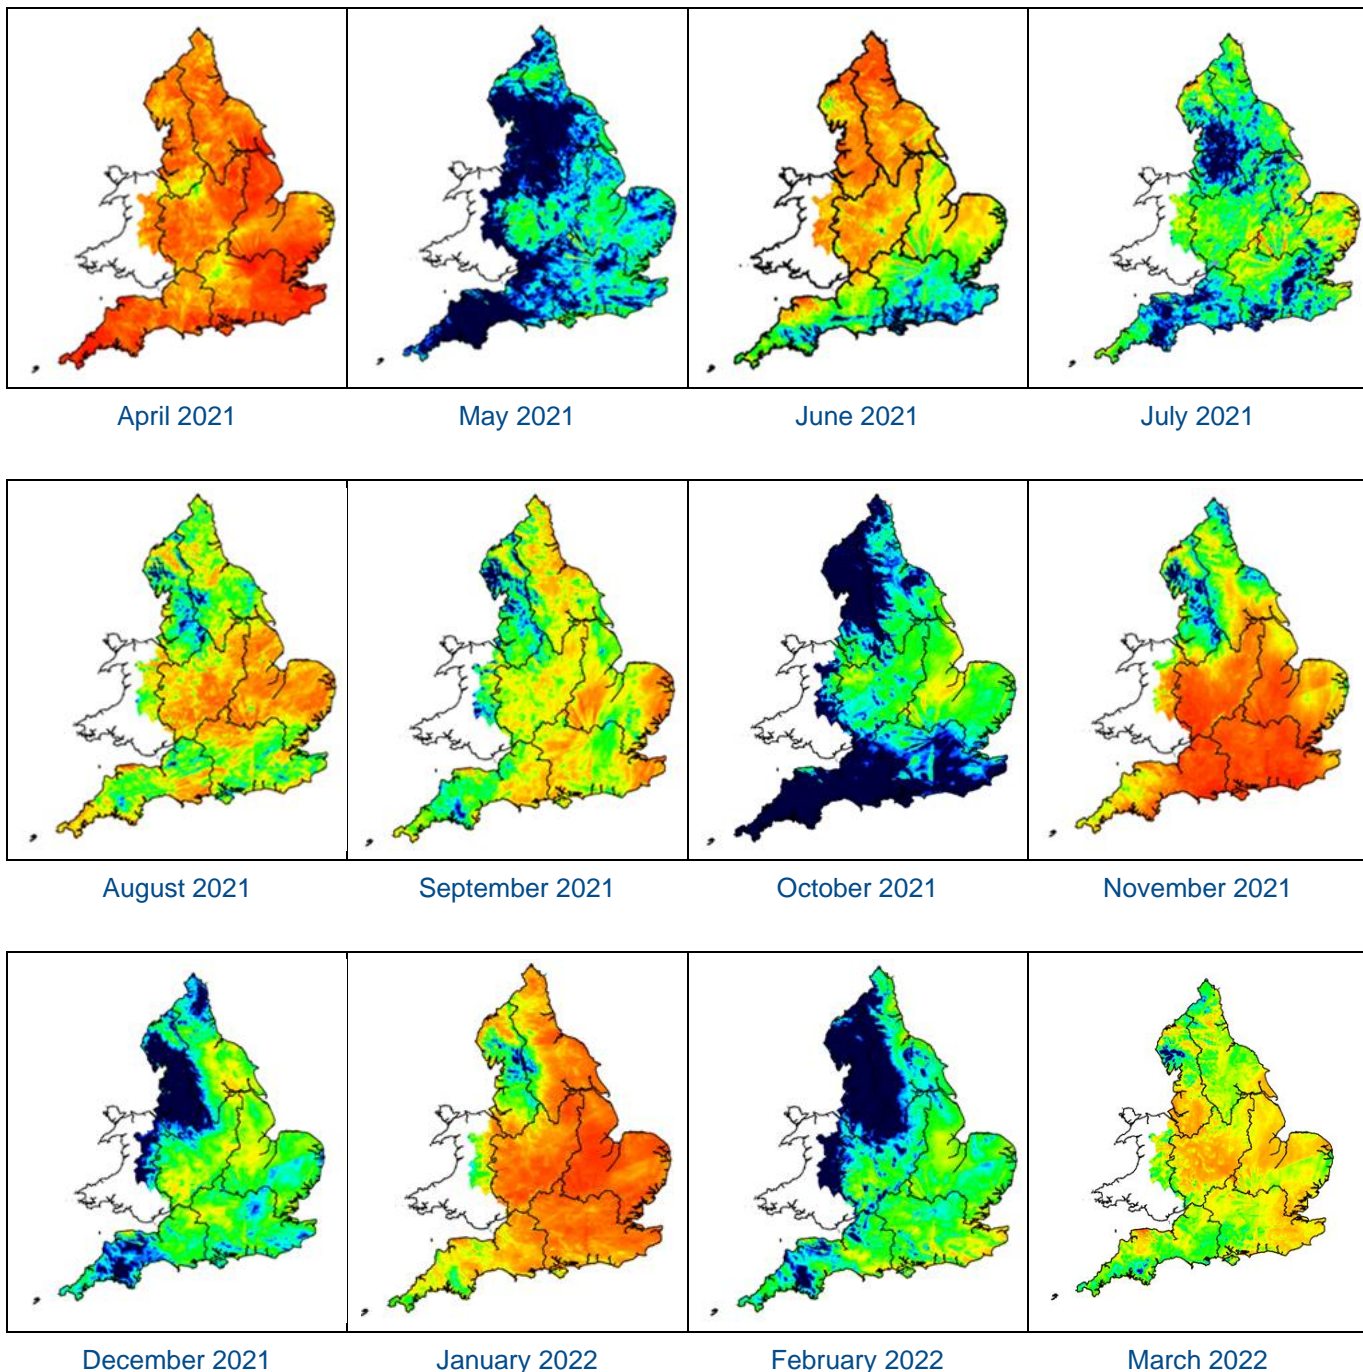 April 2021
May 2021
June 2021
July 2021
August 2021
September 2021
October 2021
November 2021
December 2021
January 2022
February 2022
March 2022